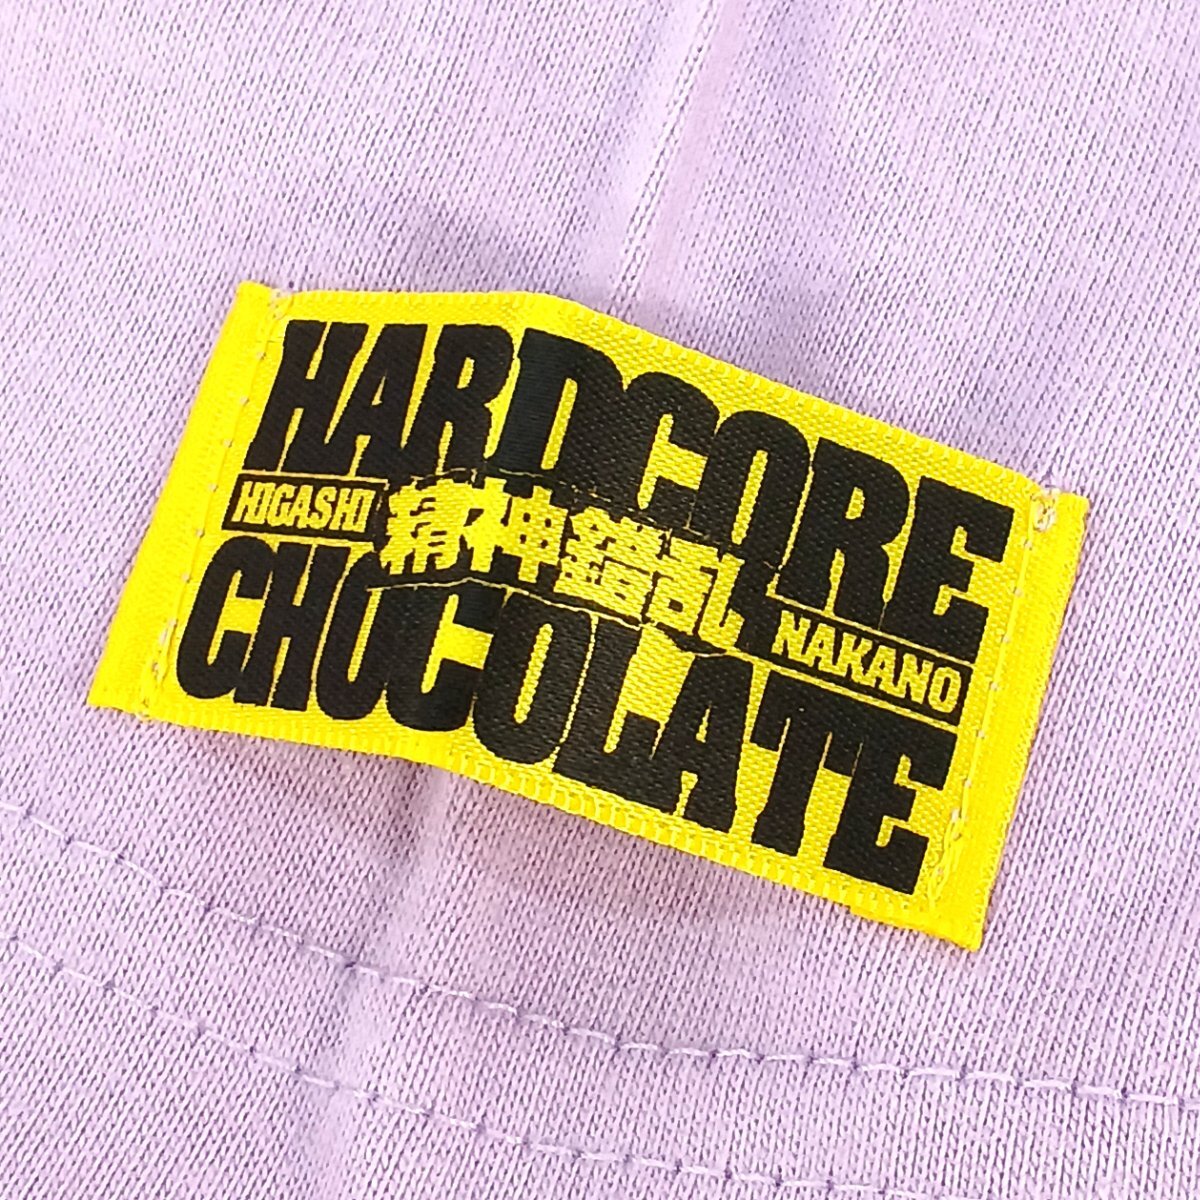 HARDCORE
HIGASHI 精神錯乱 NAKANO
CHOCOLATE